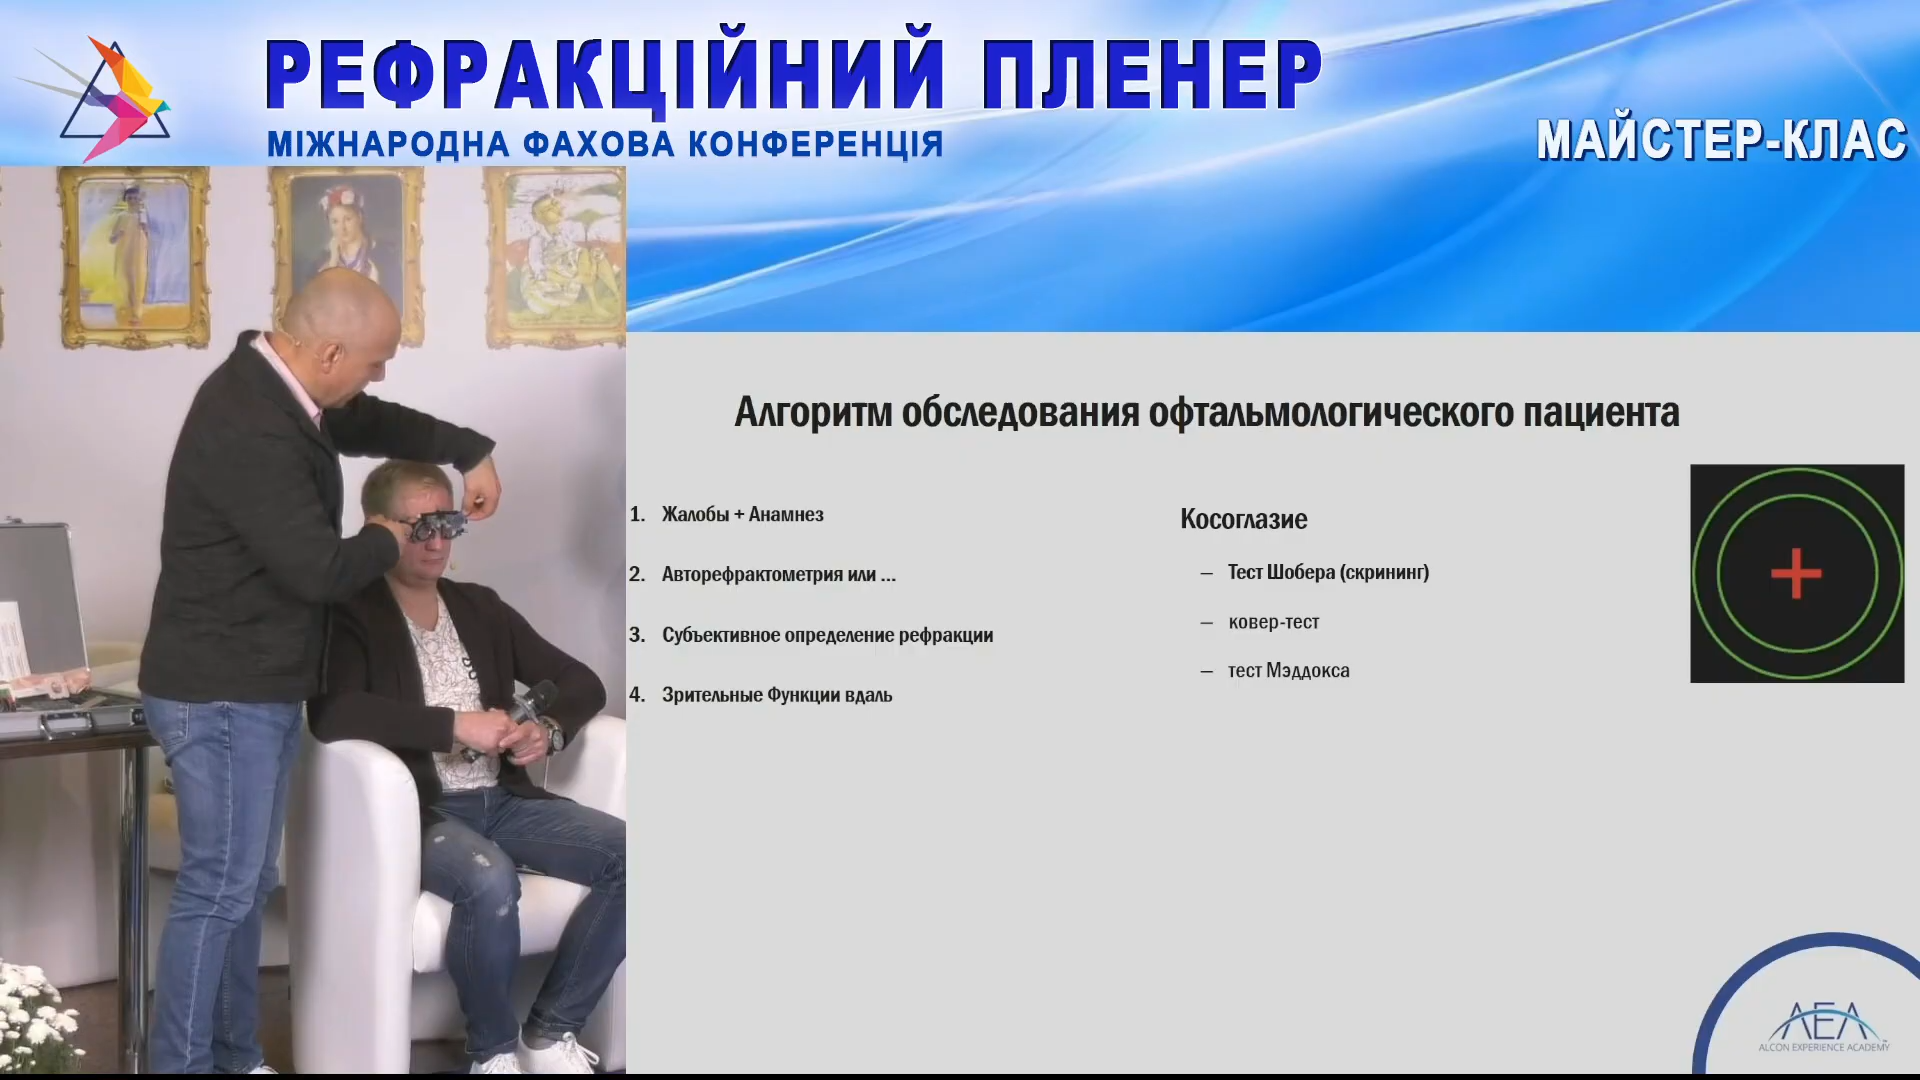 РЕФРАКЦІЙНИЙ ПЛЕНЕР
МІЖНАРОДНА ФАХОВА КОНФЕРЕНЦІЯ
МАЙСТЕР-КЛАС
Алгоритм обследования офтальмологического пациента
1. Жалобы + Анамнез
2. Авторефрактометрия или ...
3. Субъективное определение рефракции
4. Зрительные Функции вдаль
Косоглазие
– Тест Шобера (скрининг)
– ковер-тест
– тест Мэддокса
AEA
ALCON EXPERIENCE ACADEMY